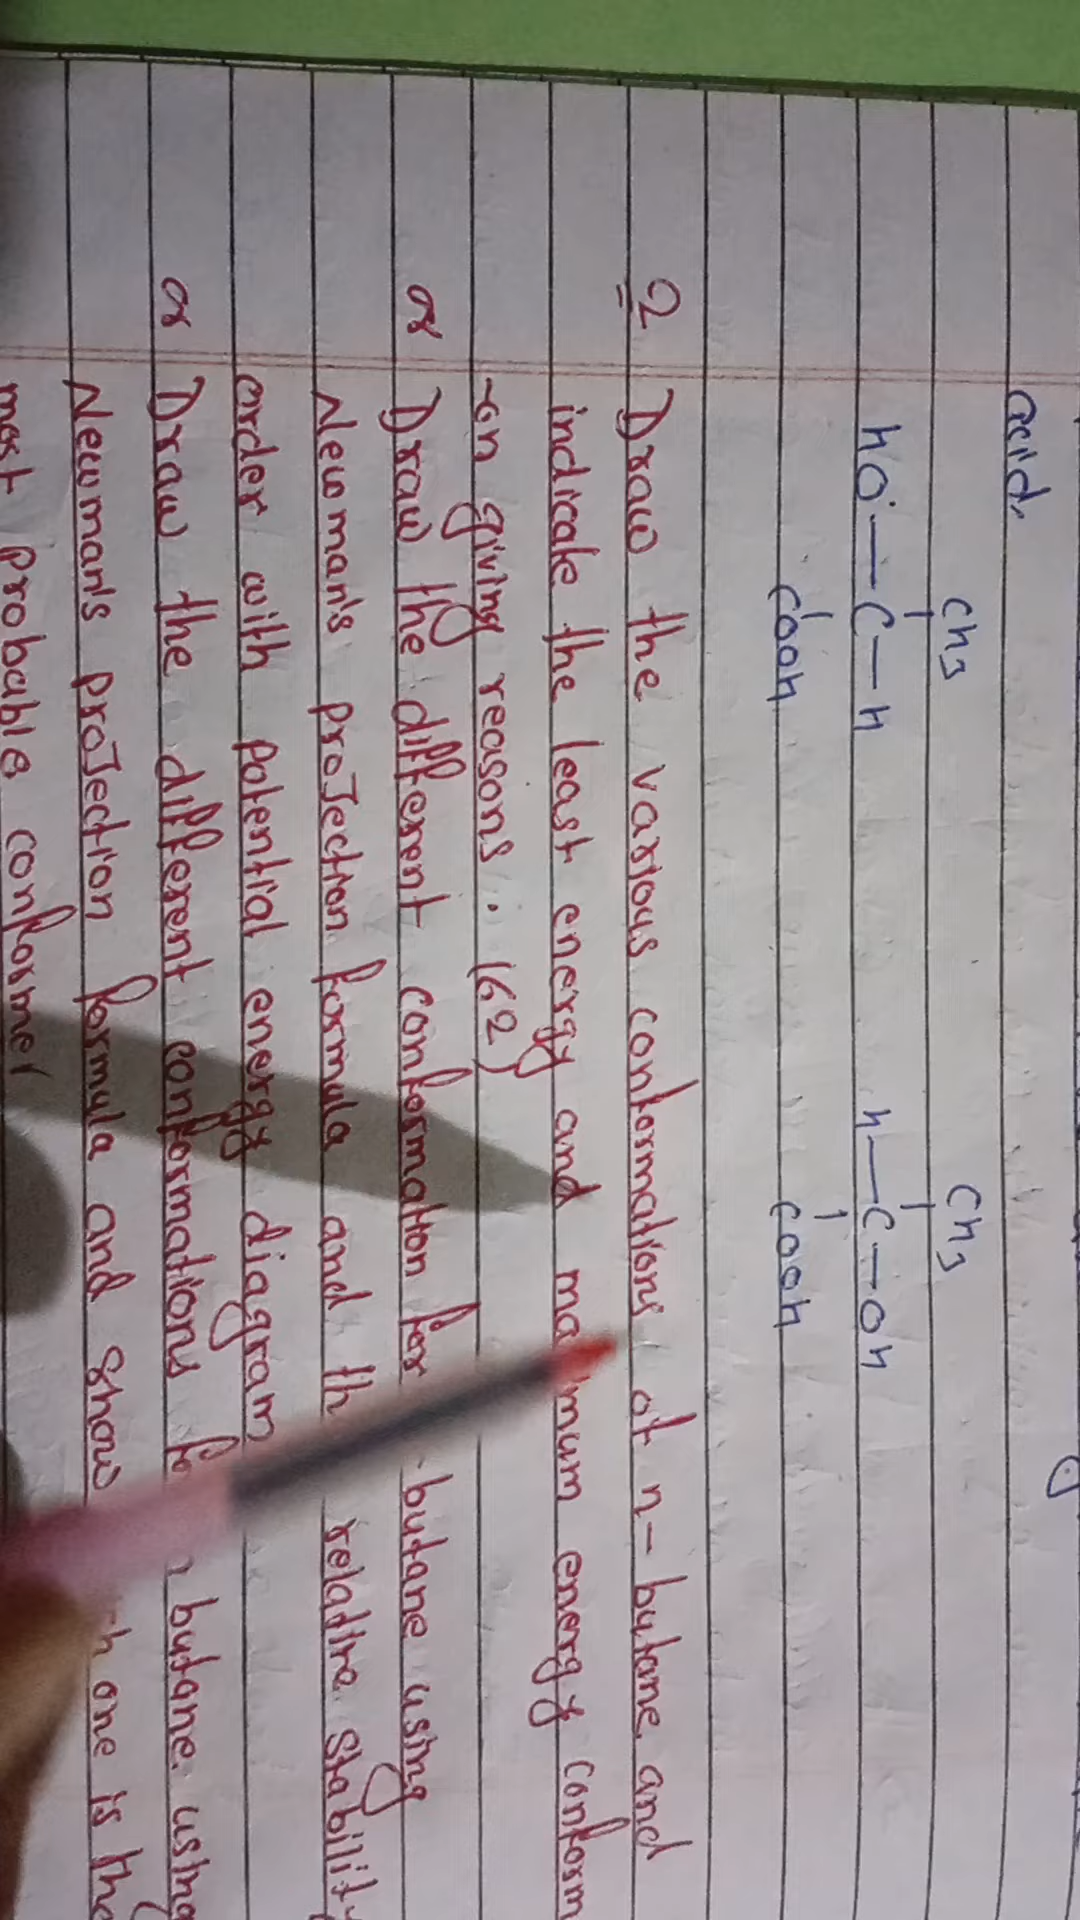 acid.
CH3 CH3
HO—C—H H—C—OH
COOH COOH
2 Draw the various conformations of n-butane and
indicate the least energy and mum energy conform
-on giving reasons. (62)
or Draw the different conformation for -butane using
Newman's proJection formula and relative stability
order with potential energy diagram
or Draw the different conformations butane using
Newman's proJection formula and show one is the
most probable conformer